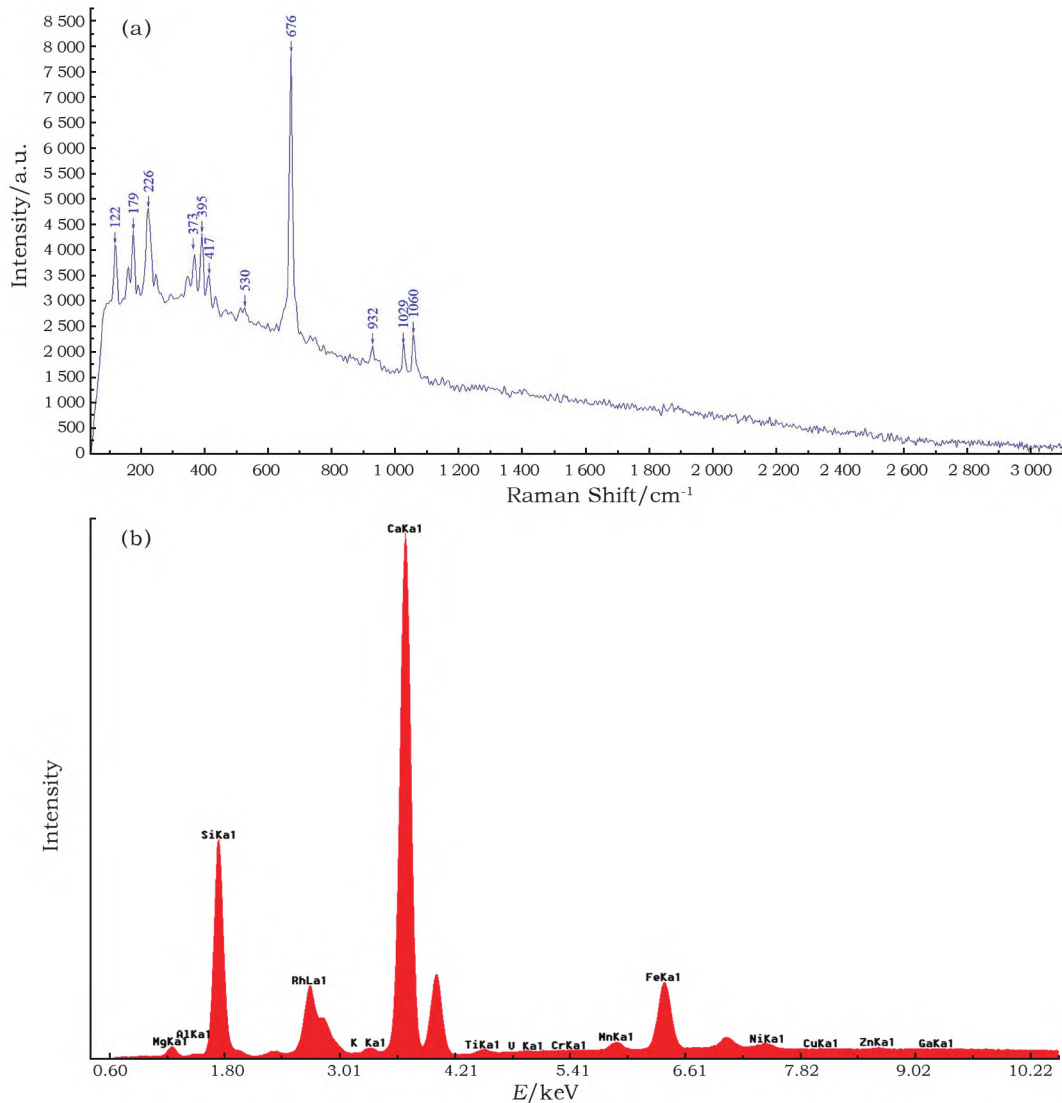 (a)
Intensity/a.u.
8 500
8 000
7 500
7 000
6 500
6 000
5 500
5 000
4 500
4 000
3 500
3 000
2 500
2 000
1 500
1 000
500
0
122
179
226
373
395
417
530
676
932
1029
1060
200 400 600 800 1 000 1 200 1 400 1 600 1 800 2 000 2 200 2 400 2 600 2 800 3 000
Raman Shift/cm⁻¹
(b)
Intensity
MgKa1
AlKa1
SiKa1
RhLa1
K Ka1
CaKa1
TiKa1
U Ka1
CrKa1
MnKa1
FeKa1
NiKa1
CuKa1
ZnKa1
GaKa1
0.60 1.80 3.01 4.21 5.41 6.61 7.82 9.02 10.22
E/keV